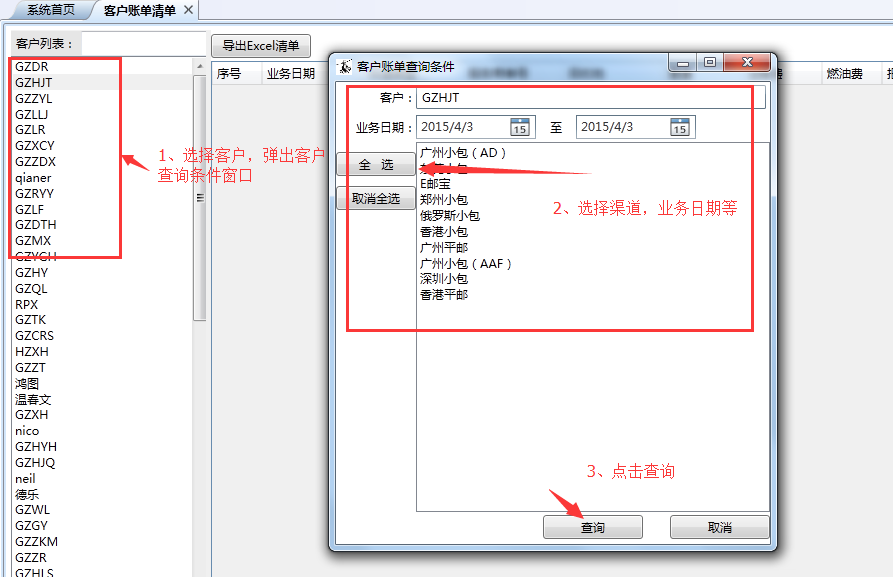 系统首页
客户账单清单
客户列表：
导出Excel清单
序号
业务日期
燃油费
GZDR
GZHJT
GZZYL
GZLLJ
GZLR
GZXCY
GZZDX
qianer
GZRYY
GZLF
GZDTH
GZMX
GZYCH
GZHY
GZQL
RPX
GZTK
GZCRS
HZXH
GZZT
鸿图
温春文
GZXH
nico
GZHYH
GZHJQ
neil
德乐
GZWL
GZGY
GZZKM
GZZR
GZHLS
1、选择客户，弹出客户
查询条件窗口
客户账单查询条件
客户：
GZHJT
业务日期：
2015/4/3
15
至
2015/4/3
15
全 选
取消全选
广州小包（AD）
E邮宝
郑州小包
俄罗斯小包
香港小包
广州平邮
广州小包（AAF）
深圳小包
香港平邮
2、选择渠道，业务日期等
3、点击查询
查询
取消